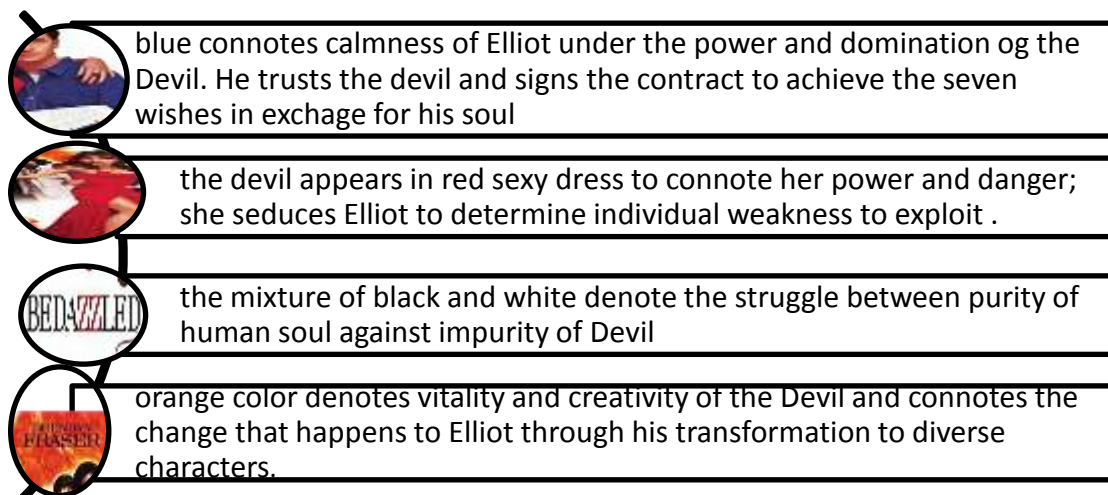 blue connotes calmness of Elliot under the power and domination og the
Devil. He trusts the devil and signs the contract to achieve the seven
wishes in exchage for his soul
the devil appears in red sexy dress to connote her power and danger;
she seduces Elliot to determine individual weakness to exploit .
BEDAZZLED
the mixture of black and white denote the struggle between purity of
human soul against impurity of Devil
orange color denotes vitality and creativity of the Devil and connotes the
FRASER
change that happens to Elliot through his transformation to diverse
characters.